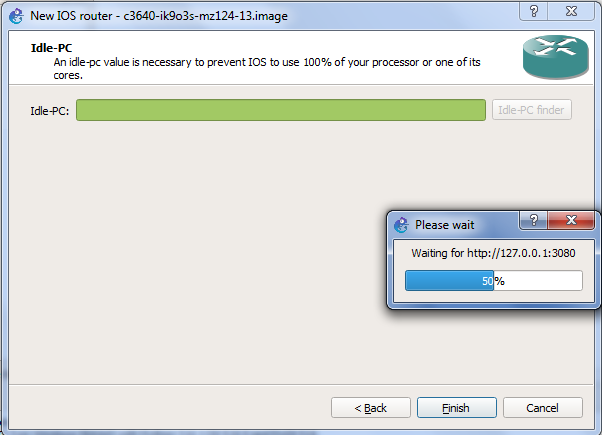 New IOS router - c3640-ik9o3s-mz124-13.image
Idle-PC
An idle-pc value is necessary to prevent IOS to use 100% of your processor or one of its
cores.
Idle-PC:
Idle-PC finder
Please wait
Waiting for http://127.0.0.1:3080
50%
< Back
Finish
Cancel